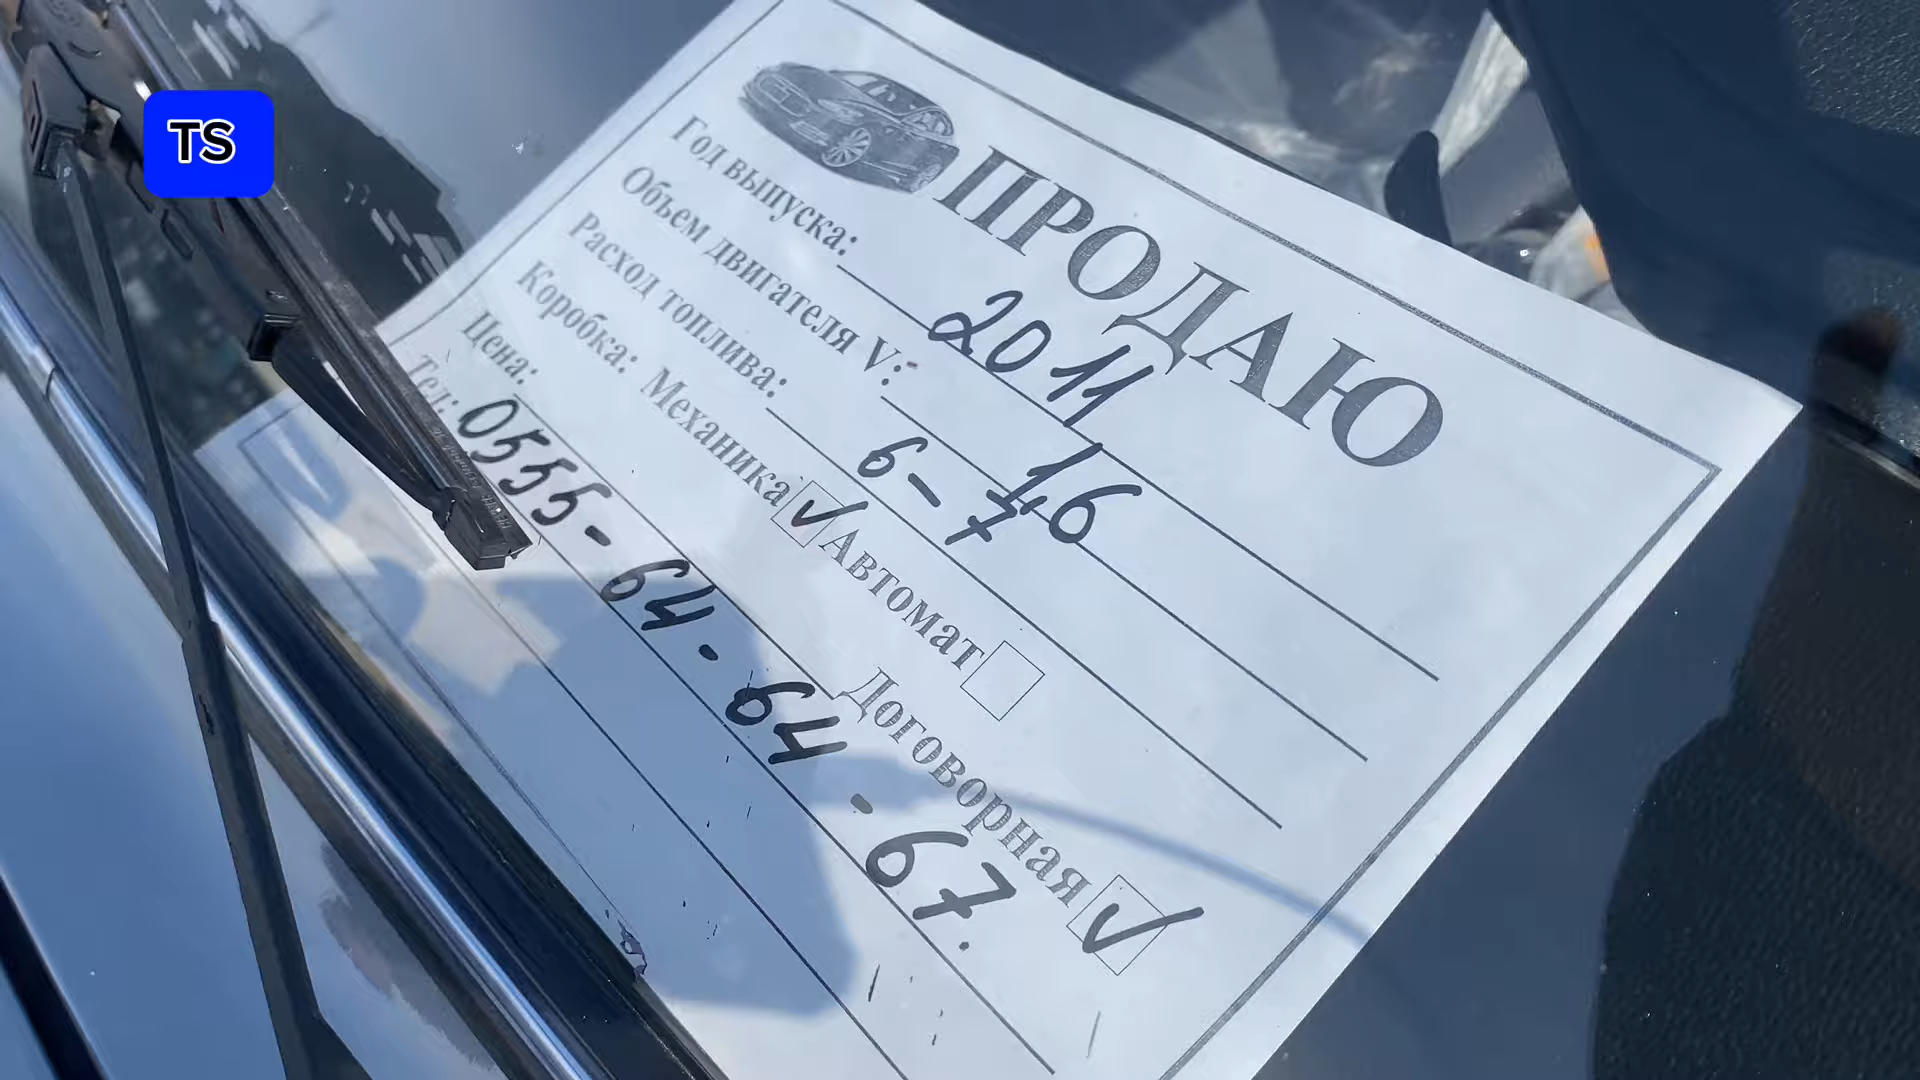 TS
ПРОДАЮ
Год выпуска: 2011
Объем двигателя V: 1,6
Расход топлива: 6-7
Коробка: Механика ✓ Автомат
Цена: Договорная ✓
Тел: 0555-64-64-67.